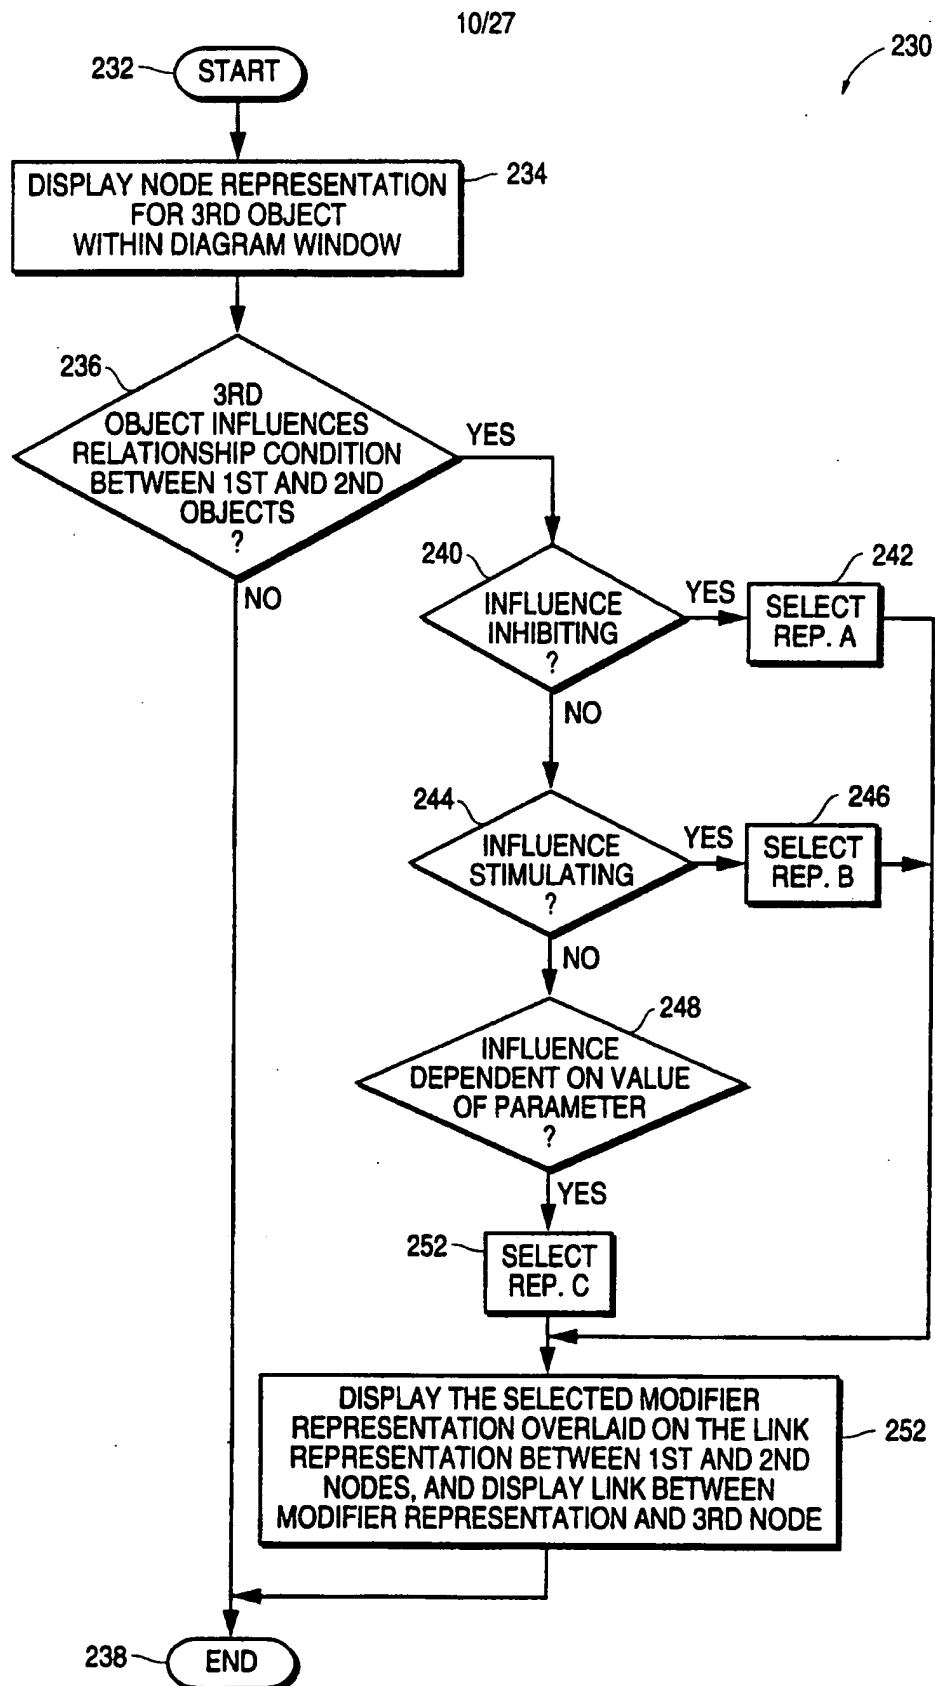 10/27
230
232
START
234
DISPLAY NODE REPRESENTATION
FOR 3RD OBJECT
WITHIN DIAGRAM WINDOW
236
3RD
OBJECT INFLUENCES
RELATIONSHIP CONDITION
BETWEEN 1ST AND 2ND
OBJECTS
?
YES
NO
240
INFLUENCE
INHIBITING
?
YES
NO
242
SELECT
REP. A
244
INFLUENCE
STIMULATING
?
YES
NO
246
SELECT
REP. B
248
INFLUENCE
DEPENDENT ON VALUE
OF PARAMETER
?
YES
252
SELECT
REP. C
DISPLAY THE SELECTED MODIFIER
REPRESENTATION OVERLAID ON THE LINK
REPRESENTATION BETWEEN 1ST AND 2ND
NODES, AND DISPLAY LINK BETWEEN
MODIFIER REPRESENTATION AND 3RD NODE
252
238
END